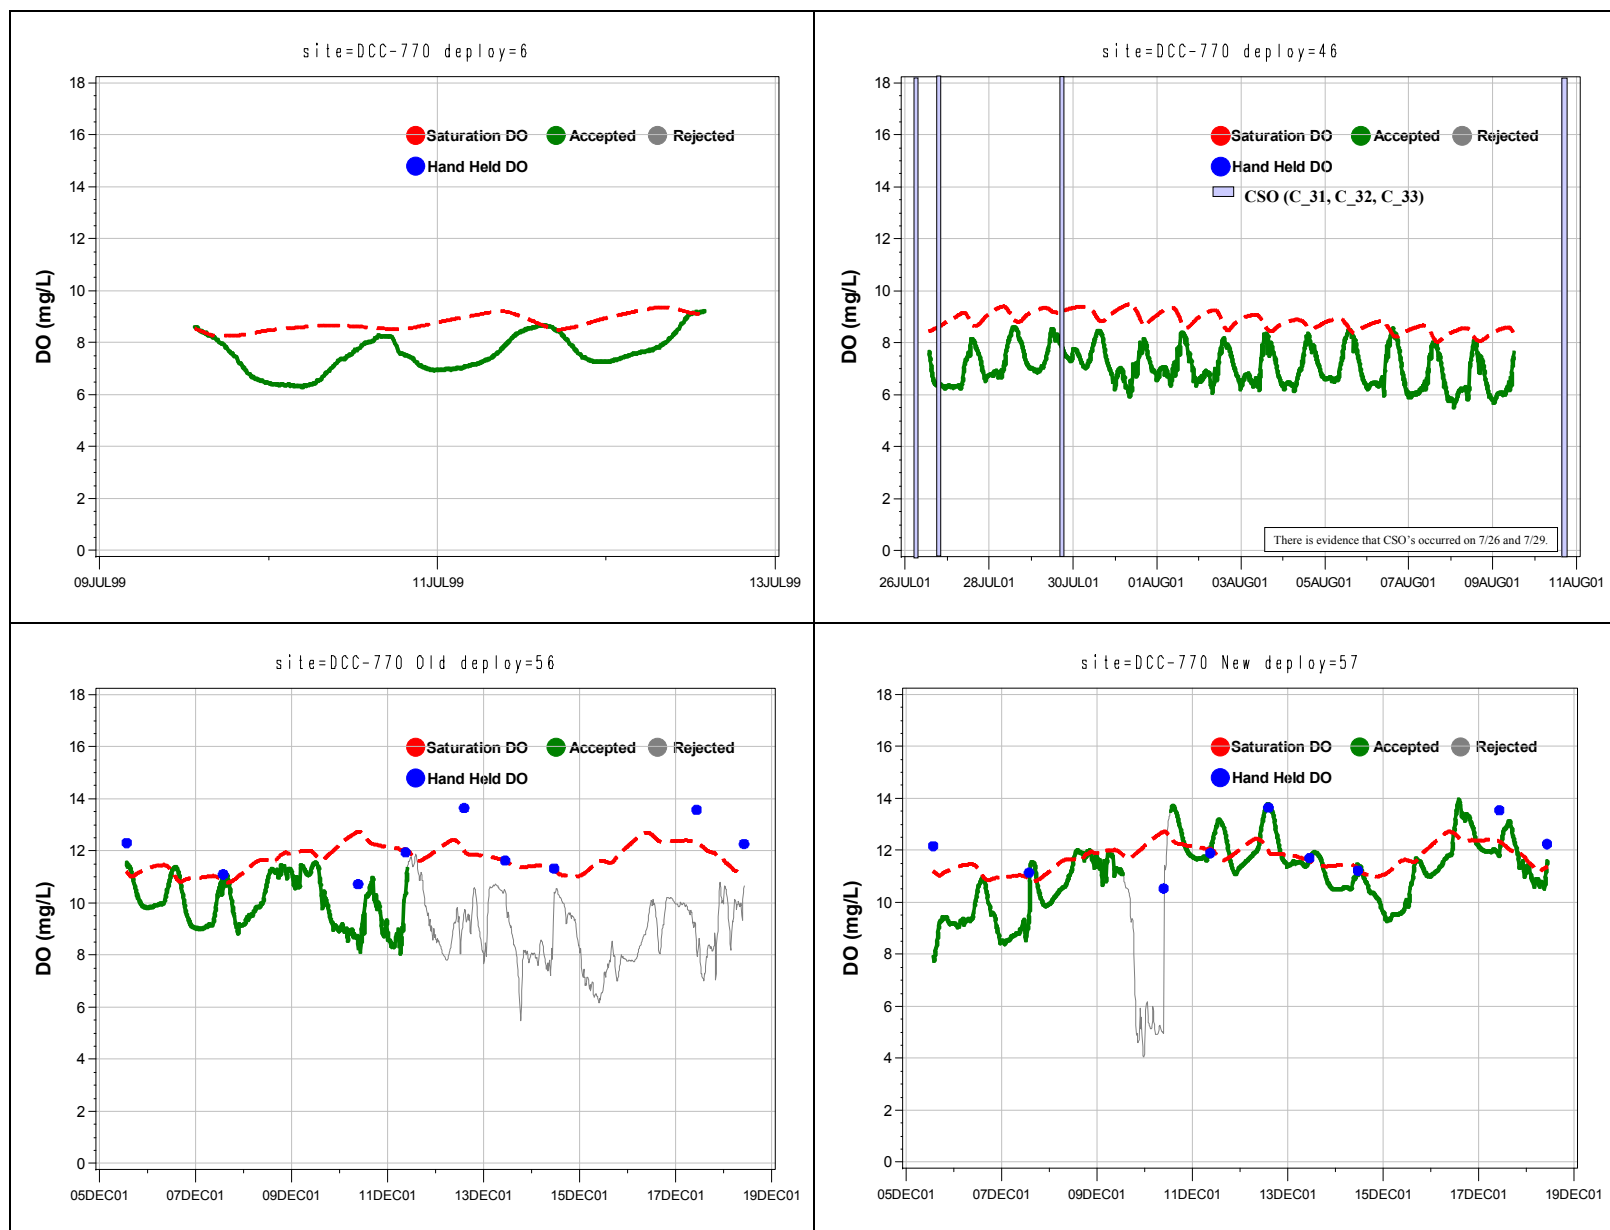 site=DCC-770 deploy=6
18
16
14
12
10
8
6
4
2
0
DO (mg/L)
Saturation DO Accepted Rejected
Hand Held DO
09JUL99 11JUL99 13JUL99
site=DCC-770 deploy=46
18
16
14
12
10
8
6
4
2
0
DO (mg/L)
Saturation DO Accepted Rejected
Hand Held DO
CSO (C_31, C_32, C_33)
There is evidence that CSO's occurred on 7/26 and 7/29.
26JUL01 28JUL01 30JUL01 01AUG01 03AUG01 05AUG01 07AUG01 09AUG01 11AUG01
site=DCC-770 Old deploy=56
18
16
14
12
10
8
6
4
2
0
DO (mg/L)
Saturation DO Accepted Rejected
Hand Held DO
05DEC01 07DEC01 09DEC01 11DEC01 13DEC01 15DEC01 17DEC01 19DEC01
site=DCC-770 New deploy=57
18
16
14
12
10
8
6
4
2
0
DO (mg/L)
Saturation DO Accepted Rejected
Hand Held DO
05DEC01 07DEC01 09DEC01 11DEC01 13DEC01 15DEC01 17DEC01 19DEC01